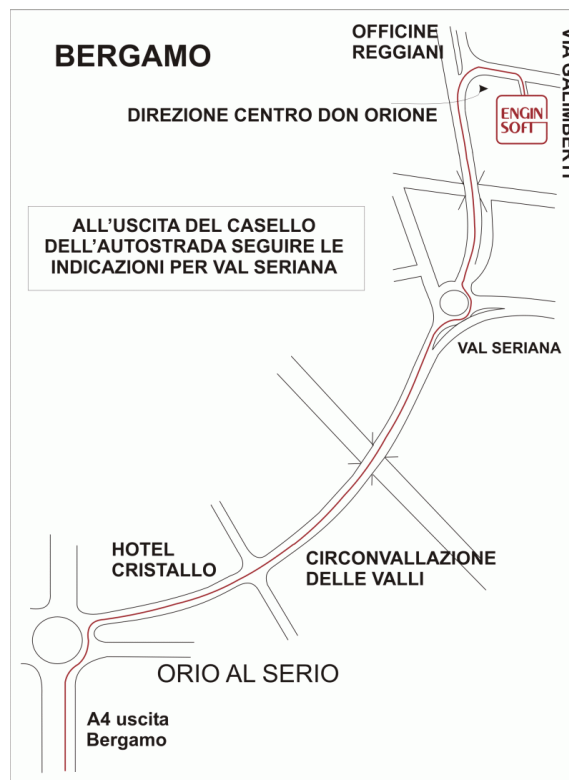 BERGAMO
OFFICINE
REGGIANI
VIA GALIMBERTI
DIREZIONE CENTRO DON ORIONE
ENGIN
SOFT
ALL'USCITA DEL CASELLO
DELL'AUTOSTRADA SEGUIRE LE
INDICAZIONI PER VAL SERIANA
VAL SERIANA
HOTEL
CRISTALLO
CIRCONVALLAZIONE
DELLE VALLI
ORIO AL SERIO
A4 uscita
Bergamo